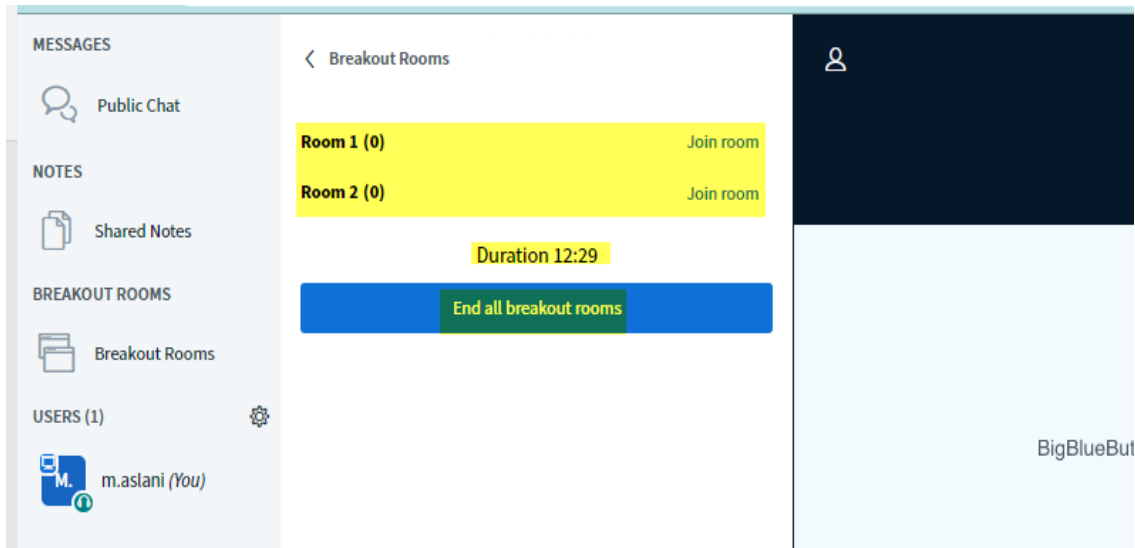 MESSAGES
Public Chat
NOTES
Shared Notes
BREAKOUT ROOMS
Breakout Rooms
USERS (1)
M.
m.aslani (You)
Breakout Rooms
Room 1 (0) Join room
Room 2 (0) Join room
Duration 12:29
End all breakout rooms
BigBlueBut